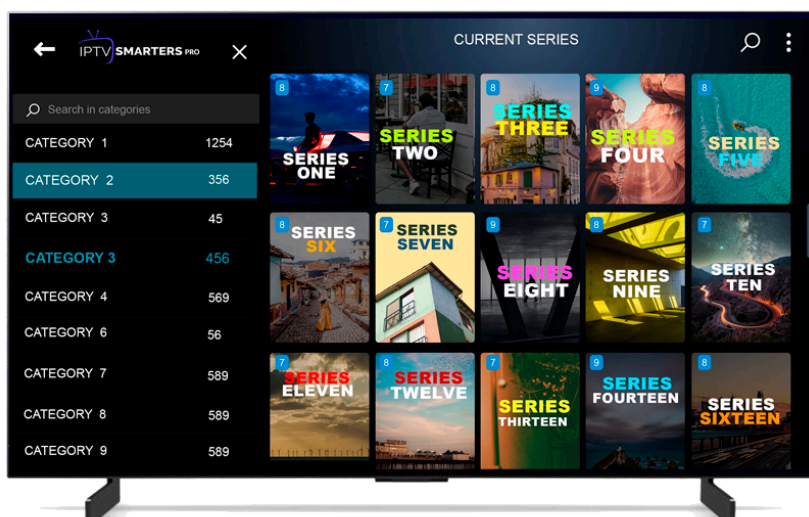 IPTV SMARTERS PRO
CURRENT SERIES
Search in categories
CATEGORY 1 1254
CATEGORY 2 356
CATEGORY 3 45
CATEGORY 3 456
CATEGORY 4 569
CATEGORY 6 56
CATEGORY 7 589
CATEGORY 8 589
CATEGORY 9 589
8
SERIES
ONE
7
SERIES
TWO
8
SERIES
THREE
9
SERIES
FOUR
8
SERIES
FIVE
8
SERIES
SIX
7
SERIES
SEVEN
9
SERIES
EIGHT
8
SERIES
NINE
7
SERIES
TEN
7
SERIES
ELEVEN
8
SERIES
TWELVE
7
SERIES
THIRTEEN
9
SERIES
FOURTEEN
8
SERIES
SIXTEEN